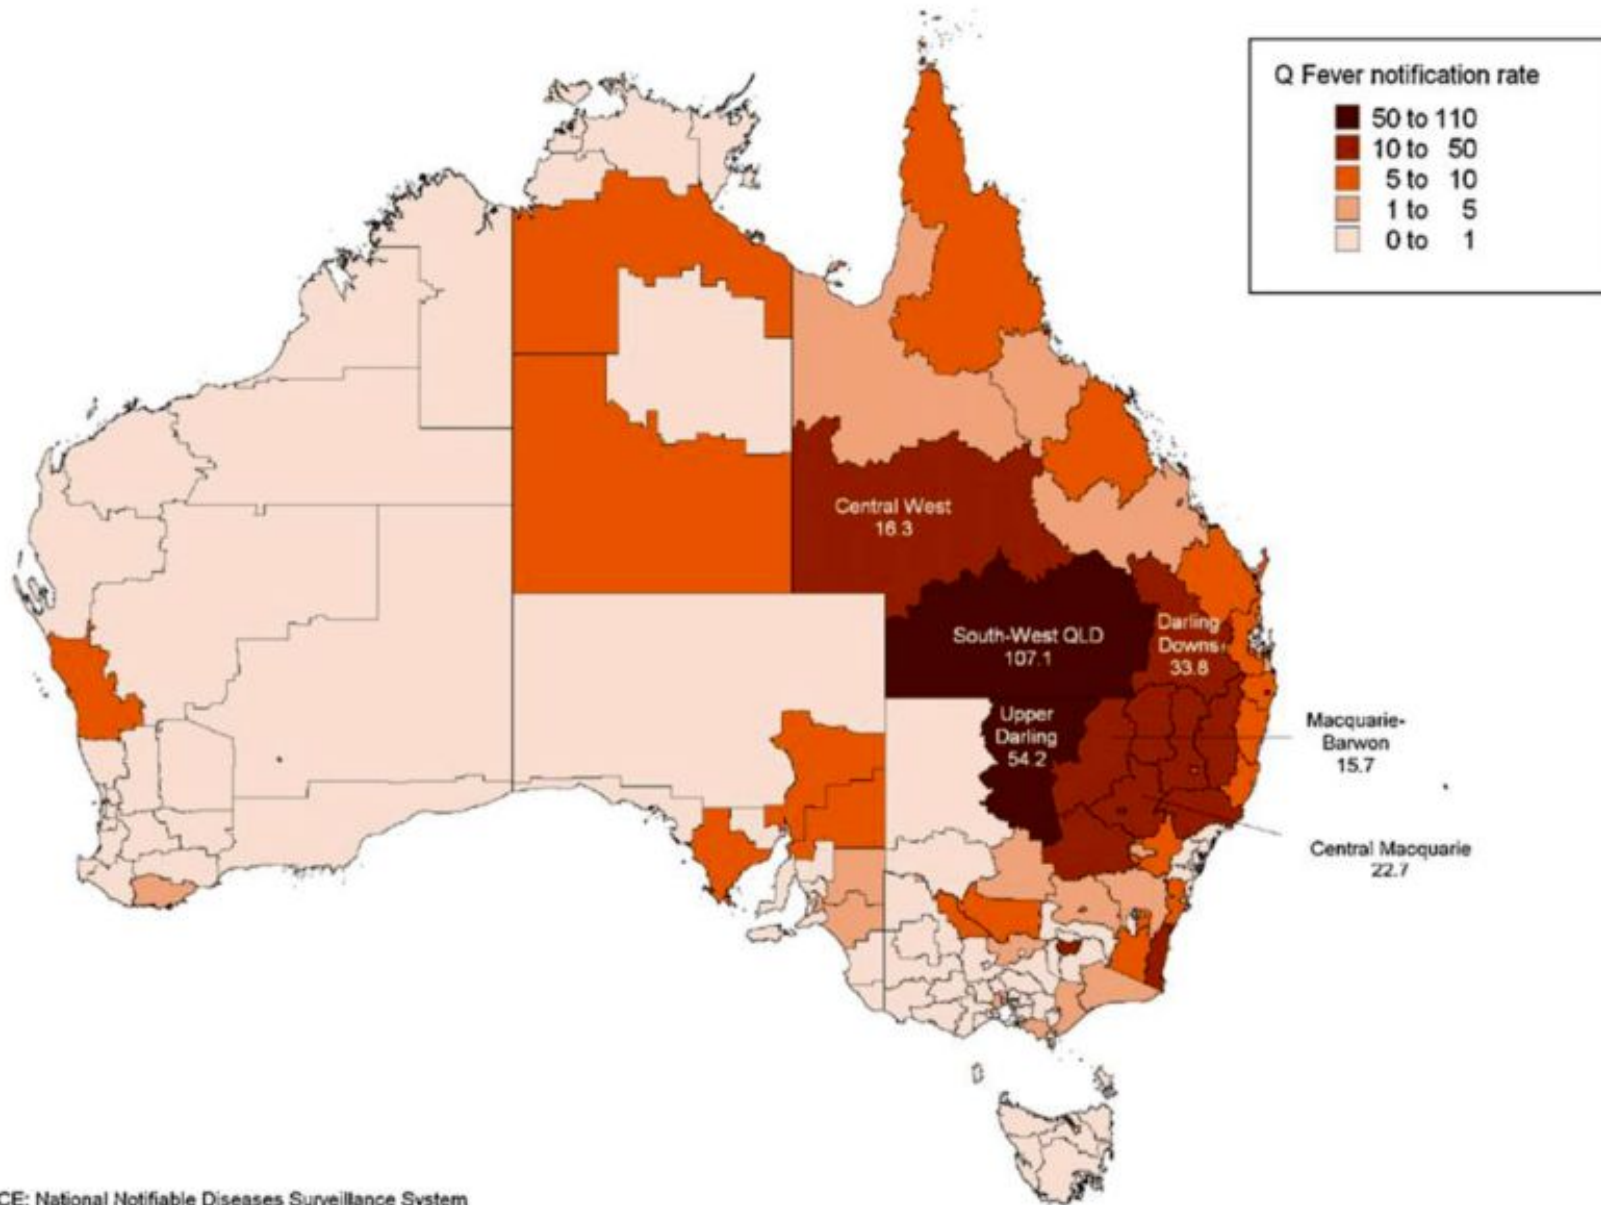 Q Fever notification rate
50 to 110
10 to 50
5 to 10
1 to 5
0 to 1
Central West
16.3
South-West QLD
107.1
Darling
Downs
33.8
Upper
Darling
54.2
Macquarie-
Barwon
15.7
Central Macquarie
22.7
CE: National Notifiable Diseases Surveillance System